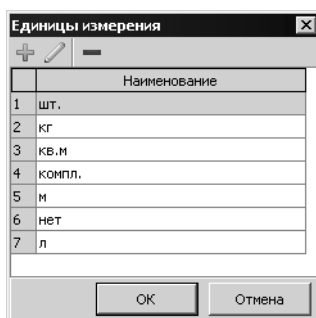 Единицы измерения
Наименование
1 шт.
2 кг
3 кв.м
4 компл.
5 м
6 нет
7 л
OK Отмена